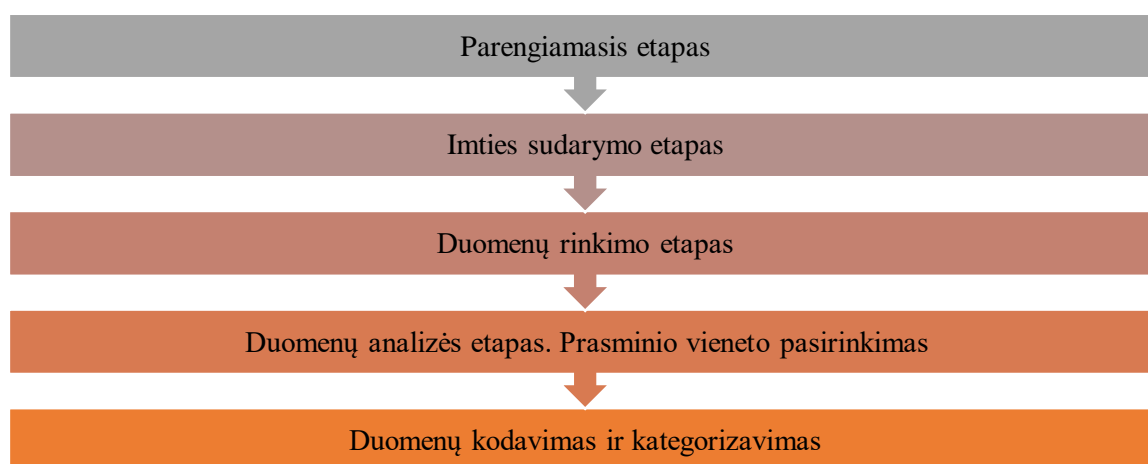 Parengiamasis etapas
Imties sudarymo etapas
Duomenų rinkimo etapas
Duomenų analizės etapas. Prasminio vieneto pasirinkimas
Duomenų kodavimas ir kategorizavimas